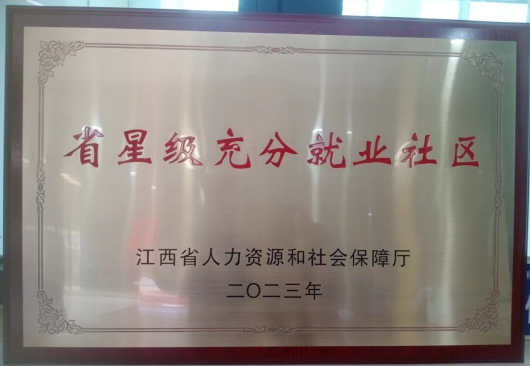 省星级充分就业社区
江西省人力资源和社会保障厅
二〇二三年